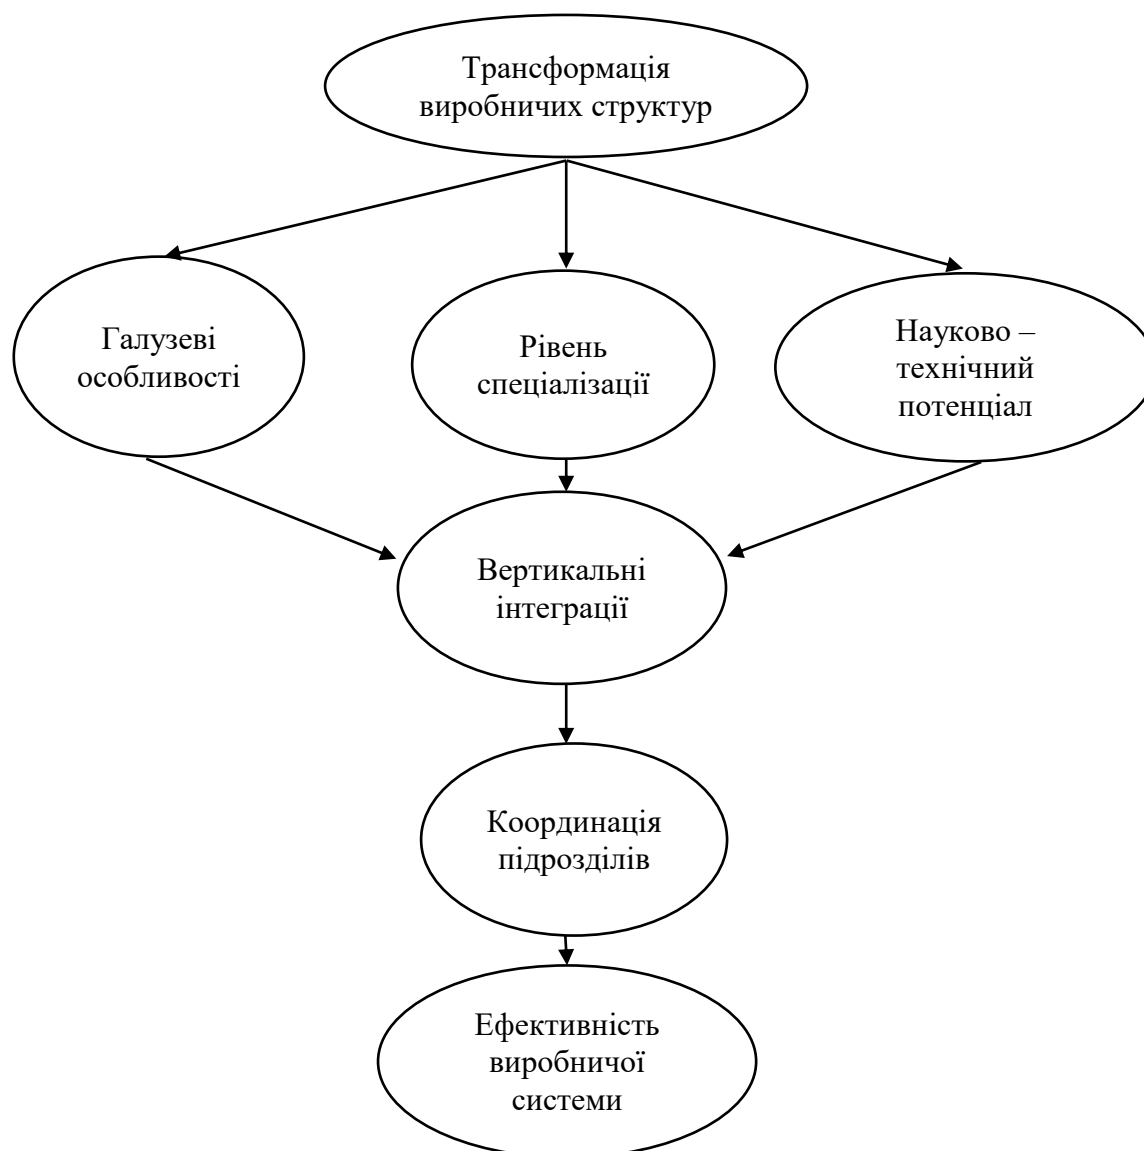 Трансформація
виробничих структур
Галузеві
особливості
Рівень
спеціалізації
Науково –
технічний
потенціал
Вертикальні
інтеграції
Координація
підрозділів
Ефективність
виробничої
системи